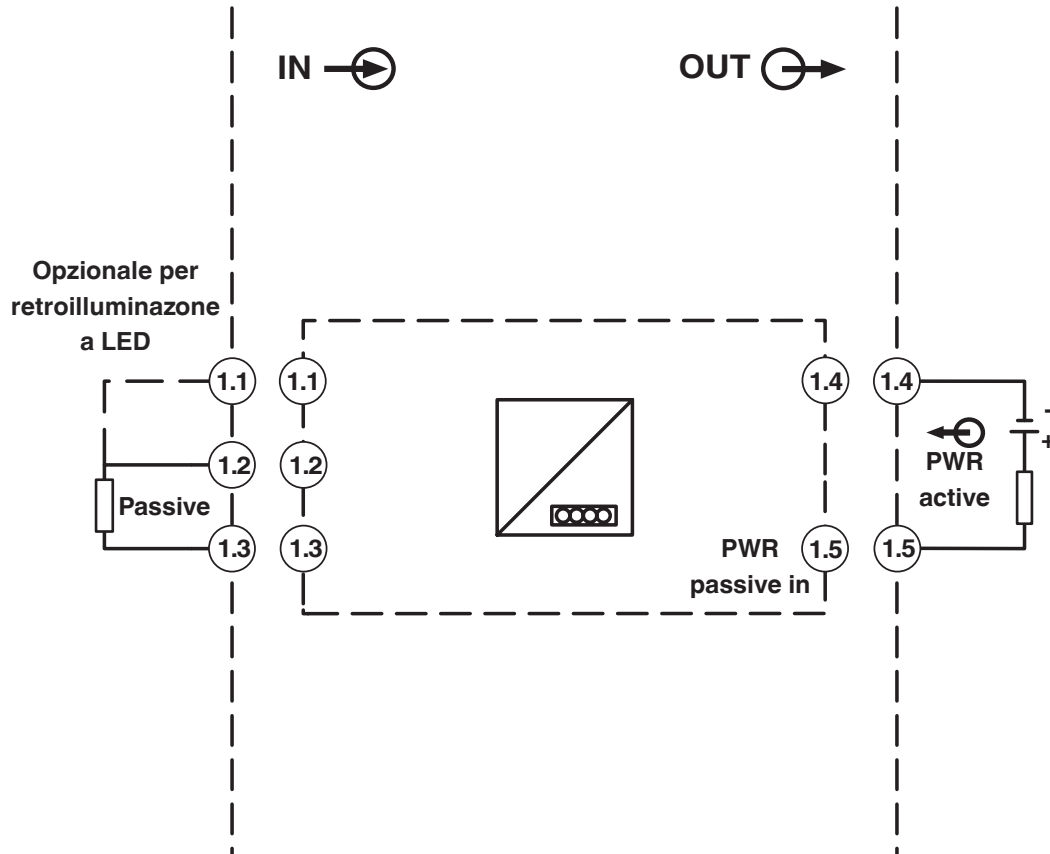 IN
OUT
Opzionale per
retroilluminazone
a LED
1.1
1.1
1.4
1.4
-
+
1.2
1.2
Passive
PWR
active
1.3
1.3
PWR
passive in
1.5
1.5